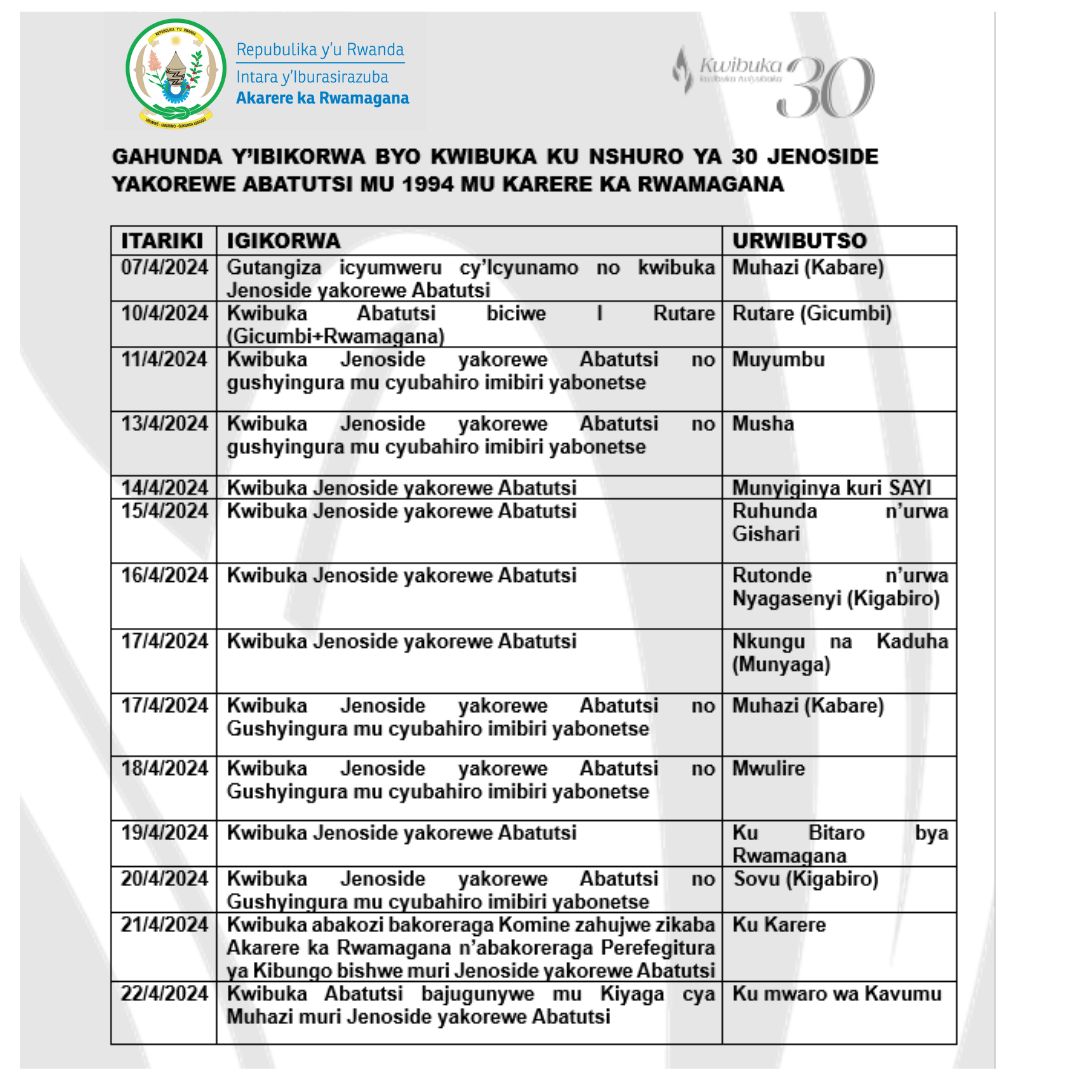 REPUBULIKA Y'U RWANDA
UBUMWE - UMURIMO - GUKUNDA IGIHUGU
Repubulika y'u Rwanda
Intara y'Iburasirazuba
Akarere ka Rwamagana
Kwibuka 30
kwibuka twiyubaka
GAHUNDA Y'IBIKORWA BYO KWIBUKA KU NSHURO YA 30 JENOSIDE
YAKOREWE ABATUTSI MU 1994 MU KARERE KA RWAMAGANA
ITARIKI IGIKORWA URWIBUTSO
07/4/2024 Gutangiza icyumweru cy'Icyunamo no kwibuka Muhazi (Kabare)
Jenoside yakorewe Abatutsi
10/4/2024 Kwibuka Abatutsi biciwe I Rutare Rutare (Gicumbi)
(Gicumbi+Rwamagana)
11/4/2024 Kwibuka Jenoside yakorewe Abatutsi no Muyumbu
gushyingura mu cyubahiro imibiri yabonetse
13/4/2024 Kwibuka Jenoside yakorewe Abatutsi no Musha
gushyingura mu cyubahiro imibiri yabonetse
14/4/2024 Kwibuka Jenoside yakorewe Abatutsi Munyiginya kuri SAYI
15/4/2024 Kwibuka Jenoside yakorewe Abatutsi Ruhunda n'urwa
Gishari
16/4/2024 Kwibuka Jenoside yakorewe Abatutsi Rutonde n'urwa
Nyagasenyi (Kigabiro)
17/4/2024 Kwibuka Jenoside yakorewe Abatutsi Nkungu na Kaduha
(Munyaga)
17/4/2024 Kwibuka Jenoside yakorewe Abatutsi no Muhazi (Kabare)
Gushyingura mu cyubahiro imibiri yabonetse
18/4/2024 Kwibuka Jenoside yakorewe Abatutsi no Mwulire
Gushyingura mu cyubahiro imibiri yabonetse
19/4/2024 Kwibuka Jenoside yakorewe Abatutsi Ku Bitaro bya
Rwamagana
20/4/2024 Kwibuka Jenoside yakorewe Abatutsi no Sovu (Kigabiro)
Gushyingura mu cyubahiro imibiri yabonetse
21/4/2024 Kwibuka abakozi bakoreraga Komine zahujwe zikaba Ku Karere
Akarere ka Rwamagana n'abakoreraga Perefegitura
ya Kibungo bishwe muri Jenoside yakorewe Abatutsi
22/4/2024 Kwibuka Abatutsi bajugunywe mu Kiyaga cya Ku mwaro wa Kavumu
Muhazi muri Jenoside yakorewe Abatutsi